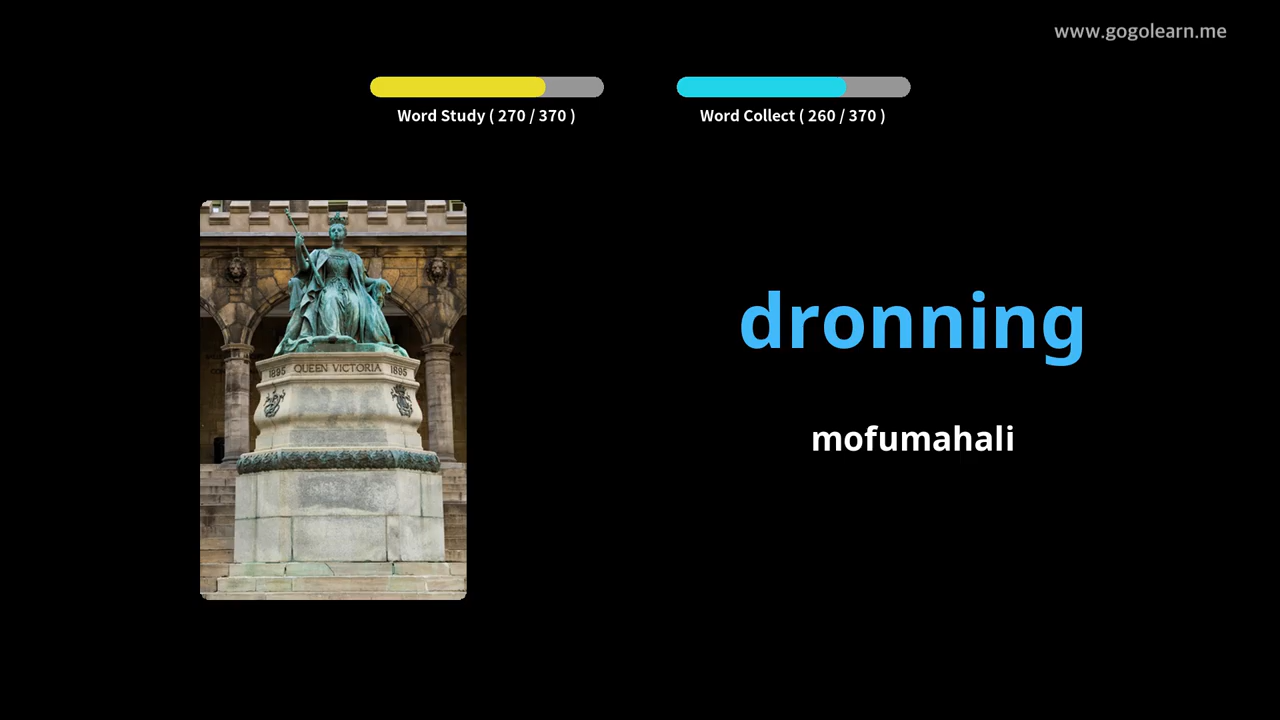 www.gogolearn.me
Word Study ( 270 / 370 )
Word Collect ( 260 / 370 )
1895 QUEEN VICTORIA 1895
dronning
mofumahali